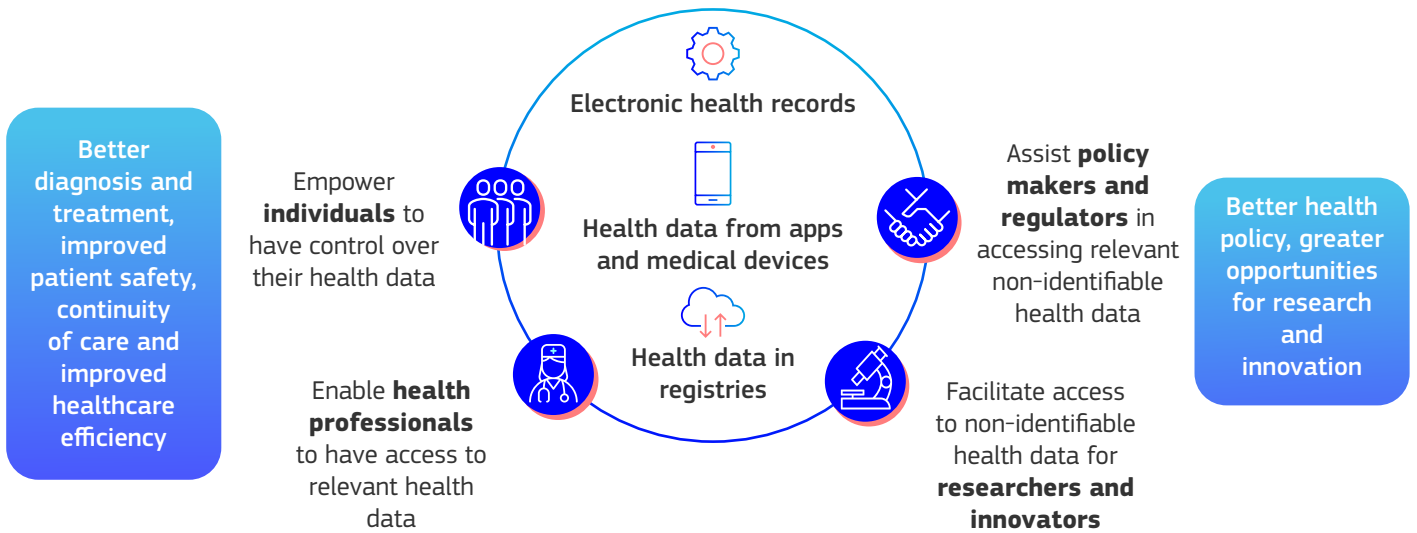 Better
diagnosis and
treatment,
improved
patient safety,
continuity
of care and
improved
healthcare
efficiency
Empower
individuals to
have control over
their health data
Enable health
professionals
to have access to
relevant health
data
Electronic health records
Health data from apps
and medical devices
Health data in
registries
Assist policy
makers and
regulators in
accessing relevant
non-identifiable
health data
Facilitate access
to non-identifiable
health data for
researchers and
innovators
Better health
policy, greater
opportunities
for research
and
innovation